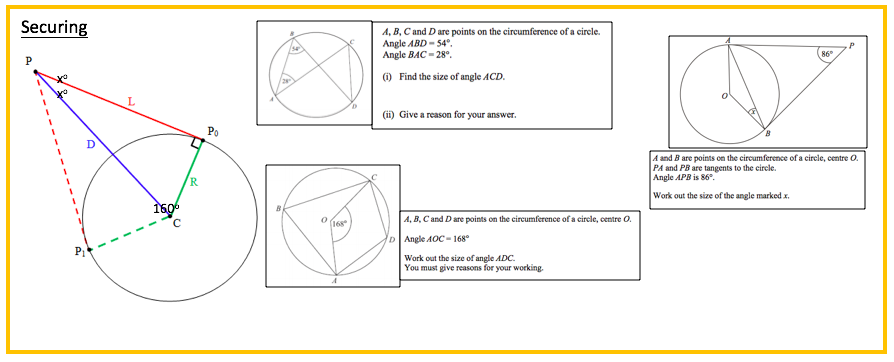 Securing
P
x°
x°
L
P₀
D
R
160°
C
P₁
B
54°
C
28°
A
D
A, B, C and D are points on the circumference of a circle.
Angle ABD = 54°.
Angle BAC = 28°.
(i) Find the size of angle ACD.
(ii) Give a reason for your answer.
C
B
O
168°
D
A
A, B, C and D are points on the circumference of a circle, centre O.
Angle AOC = 168°
Work out the size of angle ADC.
You must give reasons for your working.
A
P
86°
O
x
B
A and B are points on the circumference of a circle, centre O.
PA and PB are tangents to the circle.
Angle APB is 86°.
Work out the size of the angle marked x.